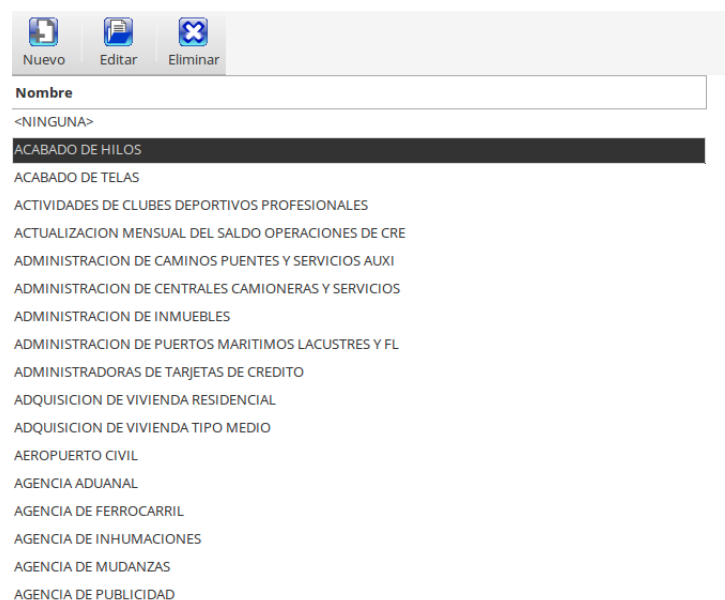 Nuevo Editar Eliminar
Nombre
<NINGUNA>
ACABADO DE HILOS
ACABADO DE TELAS
ACTIVIDADES DE CLUBES DEPORTIVOS PROFESIONALES
ACTUALIZACION MENSUAL DEL SALDO OPERACIONES DE CRE
ADMINISTRACION DE CAMINOS PUENTES Y SERVICIOS AUXI
ADMINISTRACION DE CENTRALES CAMIONERAS Y SERVICIOS
ADMINISTRACION DE INMUEBLES
ADMINISTRACION DE PUERTOS MARITIMOS LACUSTRES Y FL
ADMINISTRADORAS DE TARJETAS DE CREDITO
ADQUISICION DE VIVIENDA RESIDENCIAL
ADQUISICION DE VIVIENDA TIPO MEDIO
AEROPUERTO CIVIL
AGENCIA ADUANAL
AGENCIA DE FERROCARRIL
AGENCIA DE INHUMACIONES
AGENCIA DE MUDANZAS
AGENCIA DE PUBLICIDAD